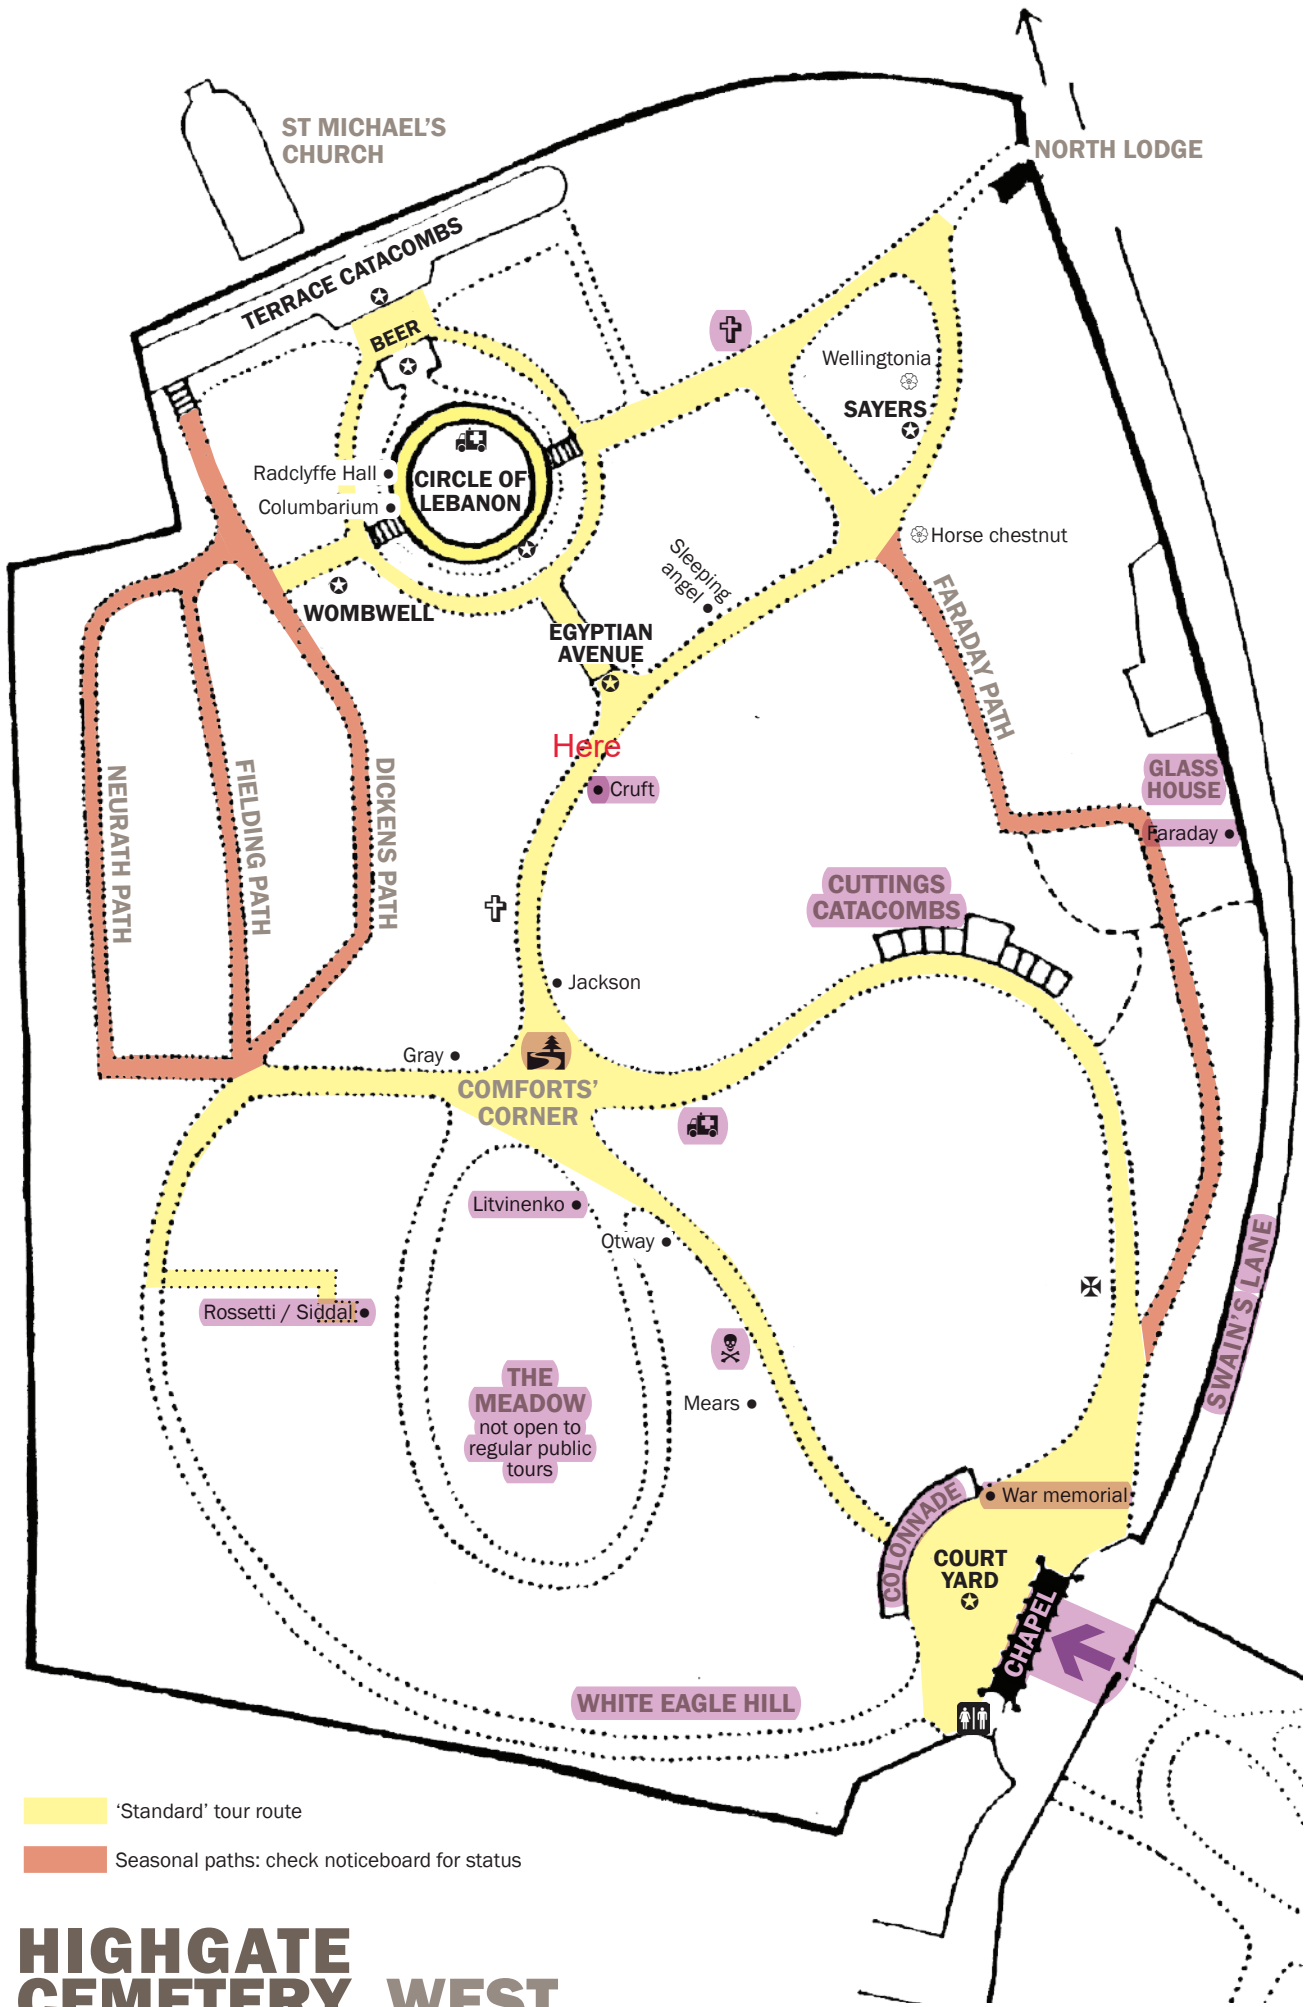 ST MICHAEL'S
CHURCH
NORTH LODGE
TERRACE CATACOMBS
BEER
Wellingtonia
SAYERS
Radclyffe Hall
CIRCLE OF
LEBANON
Columbarium
Horse chestnut
Sleeping
angel
WOMBWELL
EGYPTIAN
AVENUE
FARADAY PATH
Here
Cruft
GLASS
HOUSE
Faraday
NEURATH PATH
FIELDING PATH
DICKENS PATH
CUTTINGS
CATACOMBS
Jackson
Gray
COMFORTS'
CORNER
Litvinenko
Otway
Rossetti / Siddal
SWAIN'S LANE
THE
MEADOW
not open to
regular public
tours
Mears
COLONNADE
War memorial
COURT
YARD
CHAPEL
WHITE EAGLE HILL
‘Standard’ tour route
Seasonal paths: check noticeboard for status
HIGHGATE
CEMETERY WEST